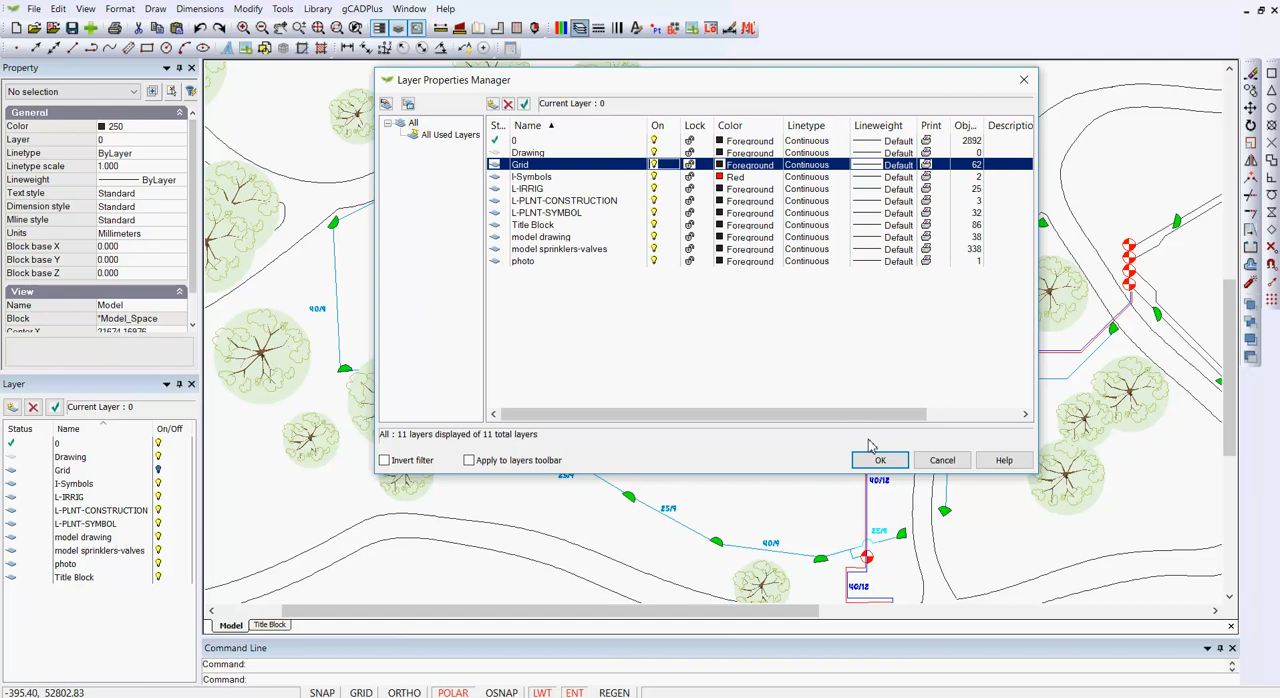 File Edit View Format Draw Dimensions Modify Tools Library gCADPlus Window Help
Property
No selection
General
Color 250
Layer 0
Linetype ByLayer
Linetype scale 1.000
Lineweight ByLayer
Text style Standard
Dimension style Standard
Mline style Standard
Units Millimeters
Block base X 0.000
Block base Y 0.000
Block base Z 0.000
View
Name Model
Block *Model_Space
Center X 21674.16976
Layer
Current Layer : 0
Status Name On/Off
0
Drawing
Grid
I-Symbols
L-IRRIG
L-PLNT-CONSTRUCTION
L-PLNT-SYMBOL
model drawing
model sprinklers-valves
photo
Title Block
Layer Properties Manager
Current Layer : 0
All
All Used Layers
St... Name On Lock Color Linetype Lineweight Print Obj... Descriptio
0 Foreground Continuous Default 2892
Drawing Foreground Continuous Default 0
Grid Foreground Continuous Default 62
I-Symbols Red Continuous Default 2
L-IRRIG Foreground Continuous Default 25
L-PLNT-CONSTRUCTION Foreground Continuous Default 3
L-PLNT-SYMBOL Foreground Continuous Default 32
Title Block Foreground Continuous Default 86
model drawing Foreground Continuous Default 38
model sprinklers-valves Foreground Continuous Default 338
photo Foreground Continuous Default 1
All : 11 layers displayed of 11 total layers
Invert filter Apply to layers toolbar OK Cancel Help
40/9
25/9
40/12
25/9
40/9
25/9
40/12
Model Title Block
Command Line
Command:
Command:
-395.40, 52802.83 SNAP GRID ORTHO POLAR OSNAP LWT ENT REGEN